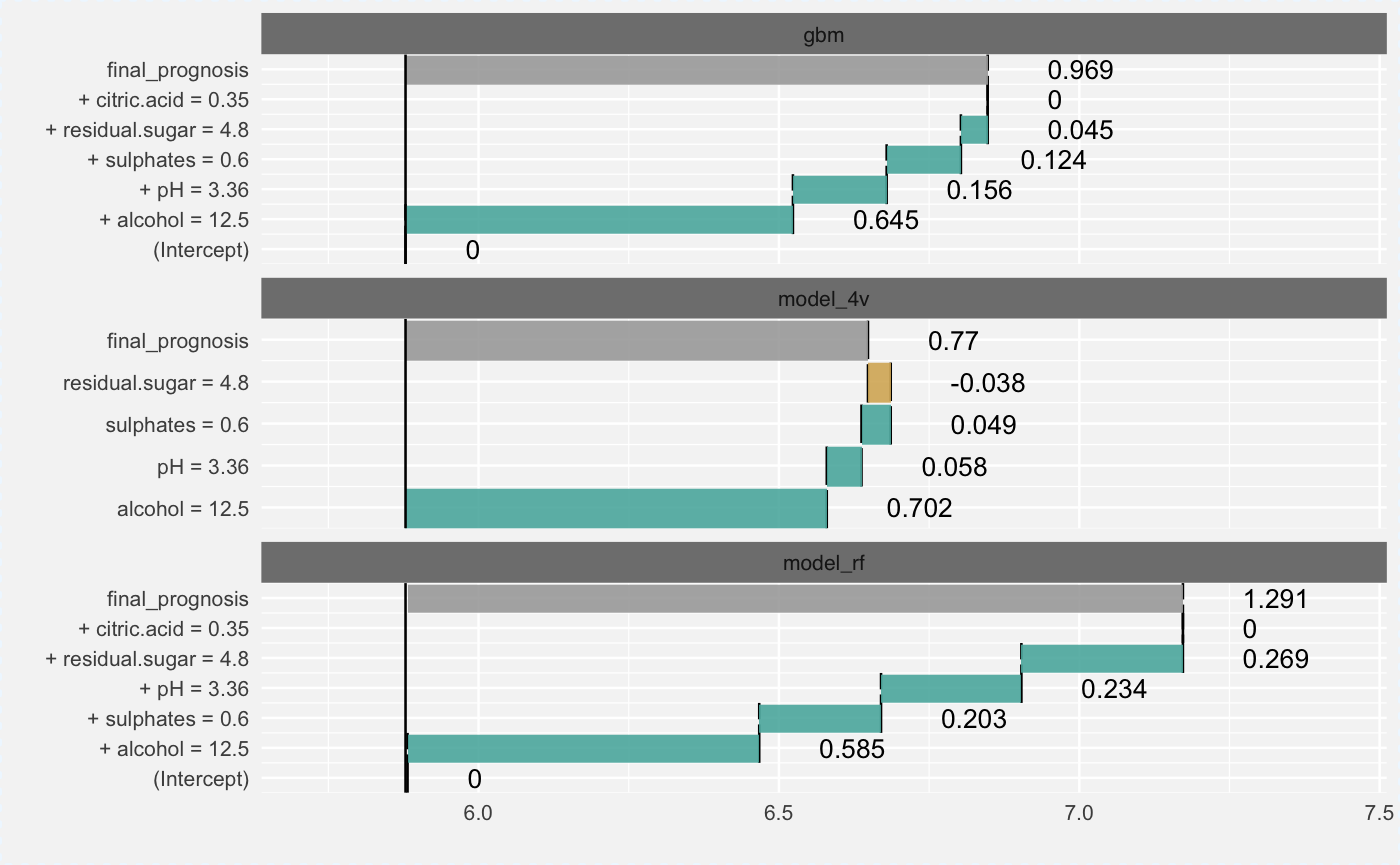 gbm
final_prognosis 0.969
+ citric.acid = 0.35 0
+ residual.sugar = 4.8 0.045
+ sulphates = 0.6 0.124
+ pH = 3.36 0.156
+ alcohol = 12.5 0.645
(Intercept) 0
model_4v
final_prognosis 0.77
residual.sugar = 4.8 -0.038
sulphates = 0.6 0.049
pH = 3.36 0.058
alcohol = 12.5 0.702
model_rf
final_prognosis 1.291
+ citric.acid = 0.35 0
+ residual.sugar = 4.8 0.269
+ pH = 3.36 0.234
+ sulphates = 0.6 0.203
+ alcohol = 12.5 0.585
(Intercept) 0
6.0 6.5 7.0 7.5